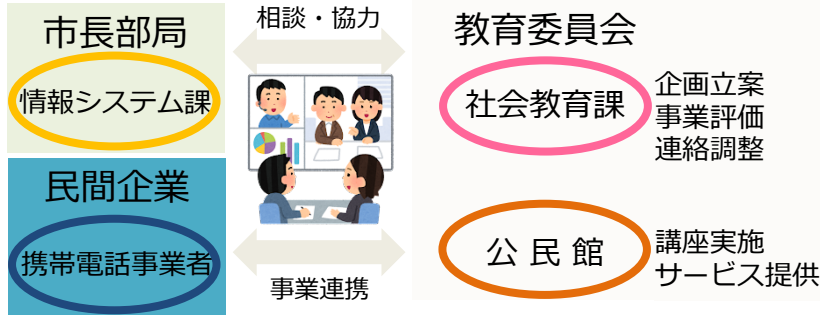 市長部局
情報システム課
相談・協力
教育委員会
社会教育課
企画立案
事業評価
連絡調整
民間企業
携帯電話事業者
事業連携
公民館
講座実施
サービス提供